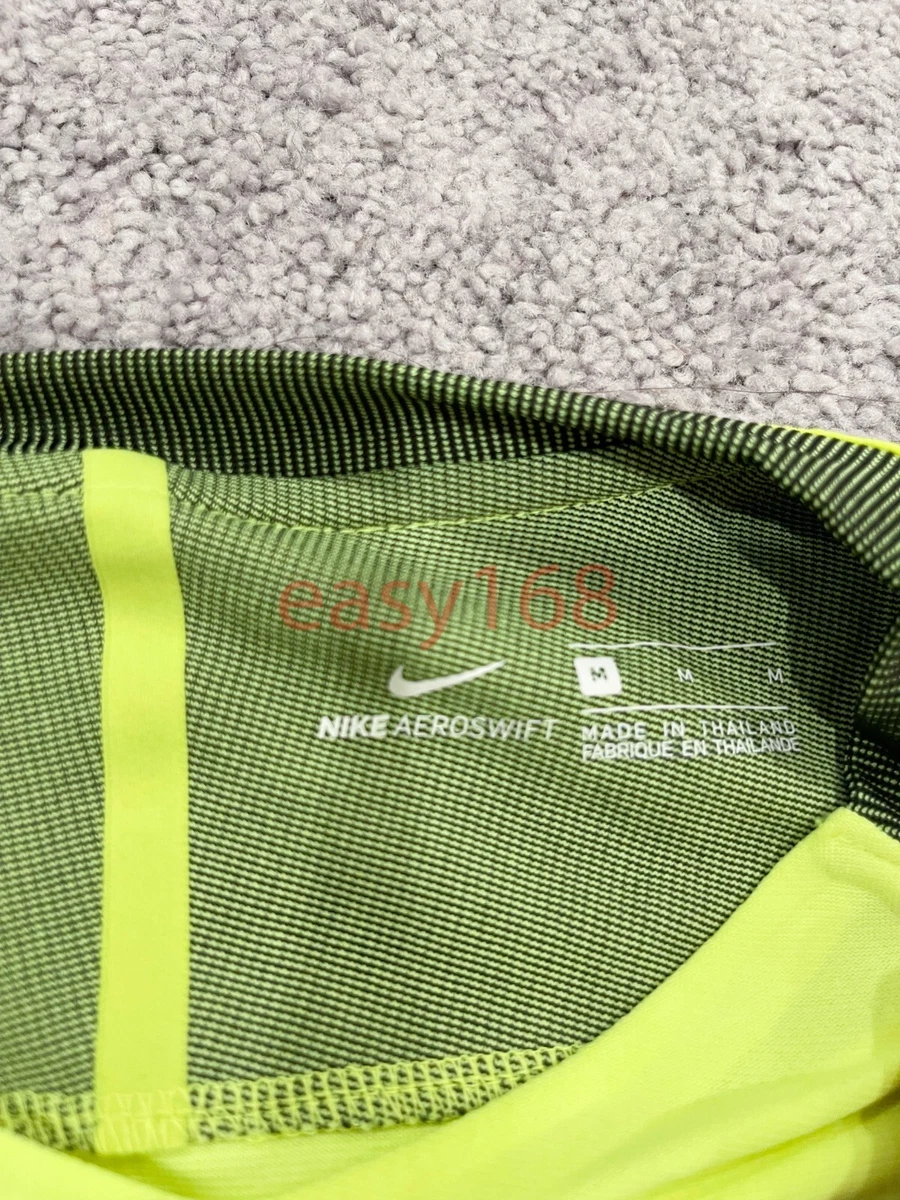 easy168
M M M
NIKE AEROSWIFT
MADE IN THAILAND
FABRIQUE EN THAILANDE